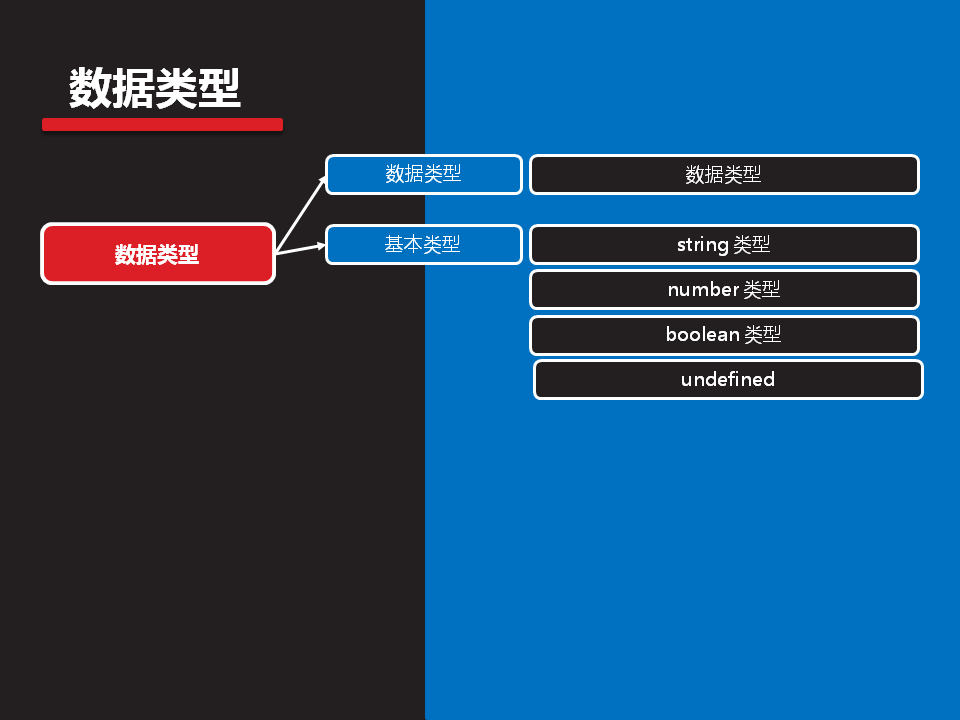 数据类型
数据类型
数据类型
数据类型
基本类型
string 类型
number 类型
boolean 类型
undefined